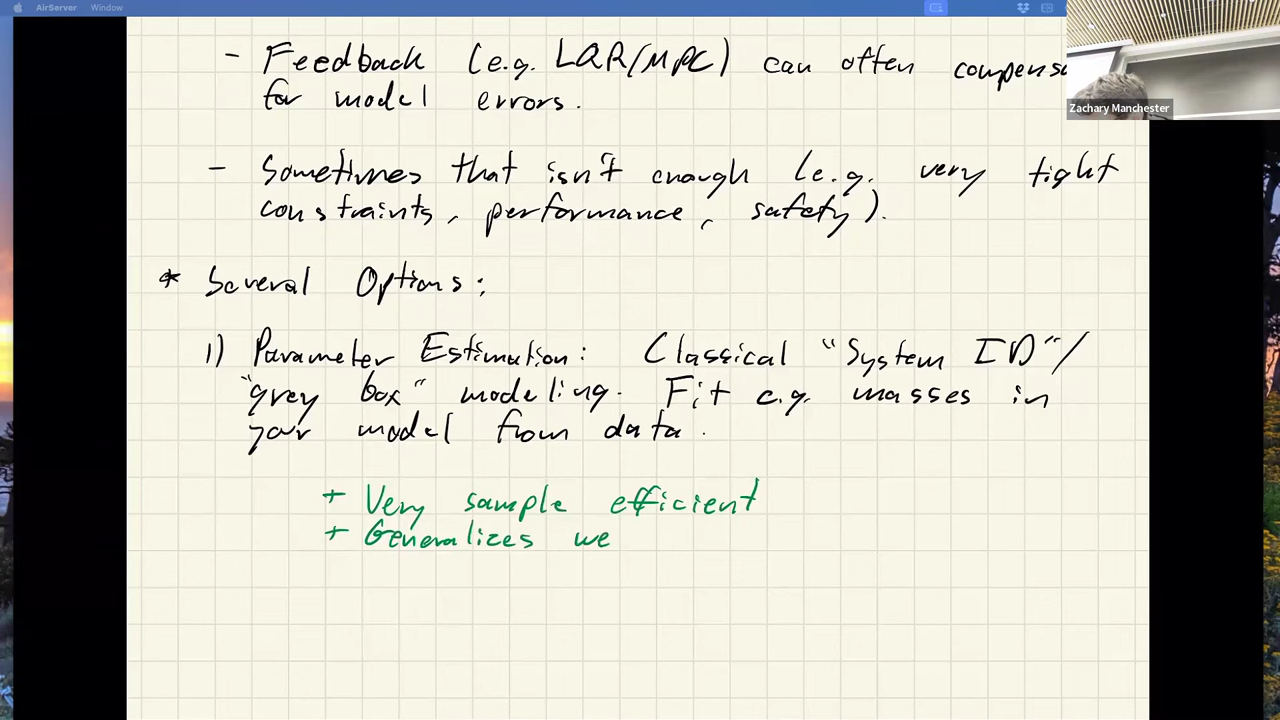 AirServer Window
- Feedback (e.g. LQR/MPC) can often compensa
for model errors.
Zachary Manchester
- Sometimes that isn't enough (e.g. very tight
constraints, performance, safety).
* Several Options:
1) Parameter Estimation: Classical "System ID"/
"grey box" modeling. Fit e.g. masses in
your model from data.
+ Very sample efficient
+ Generalizes we